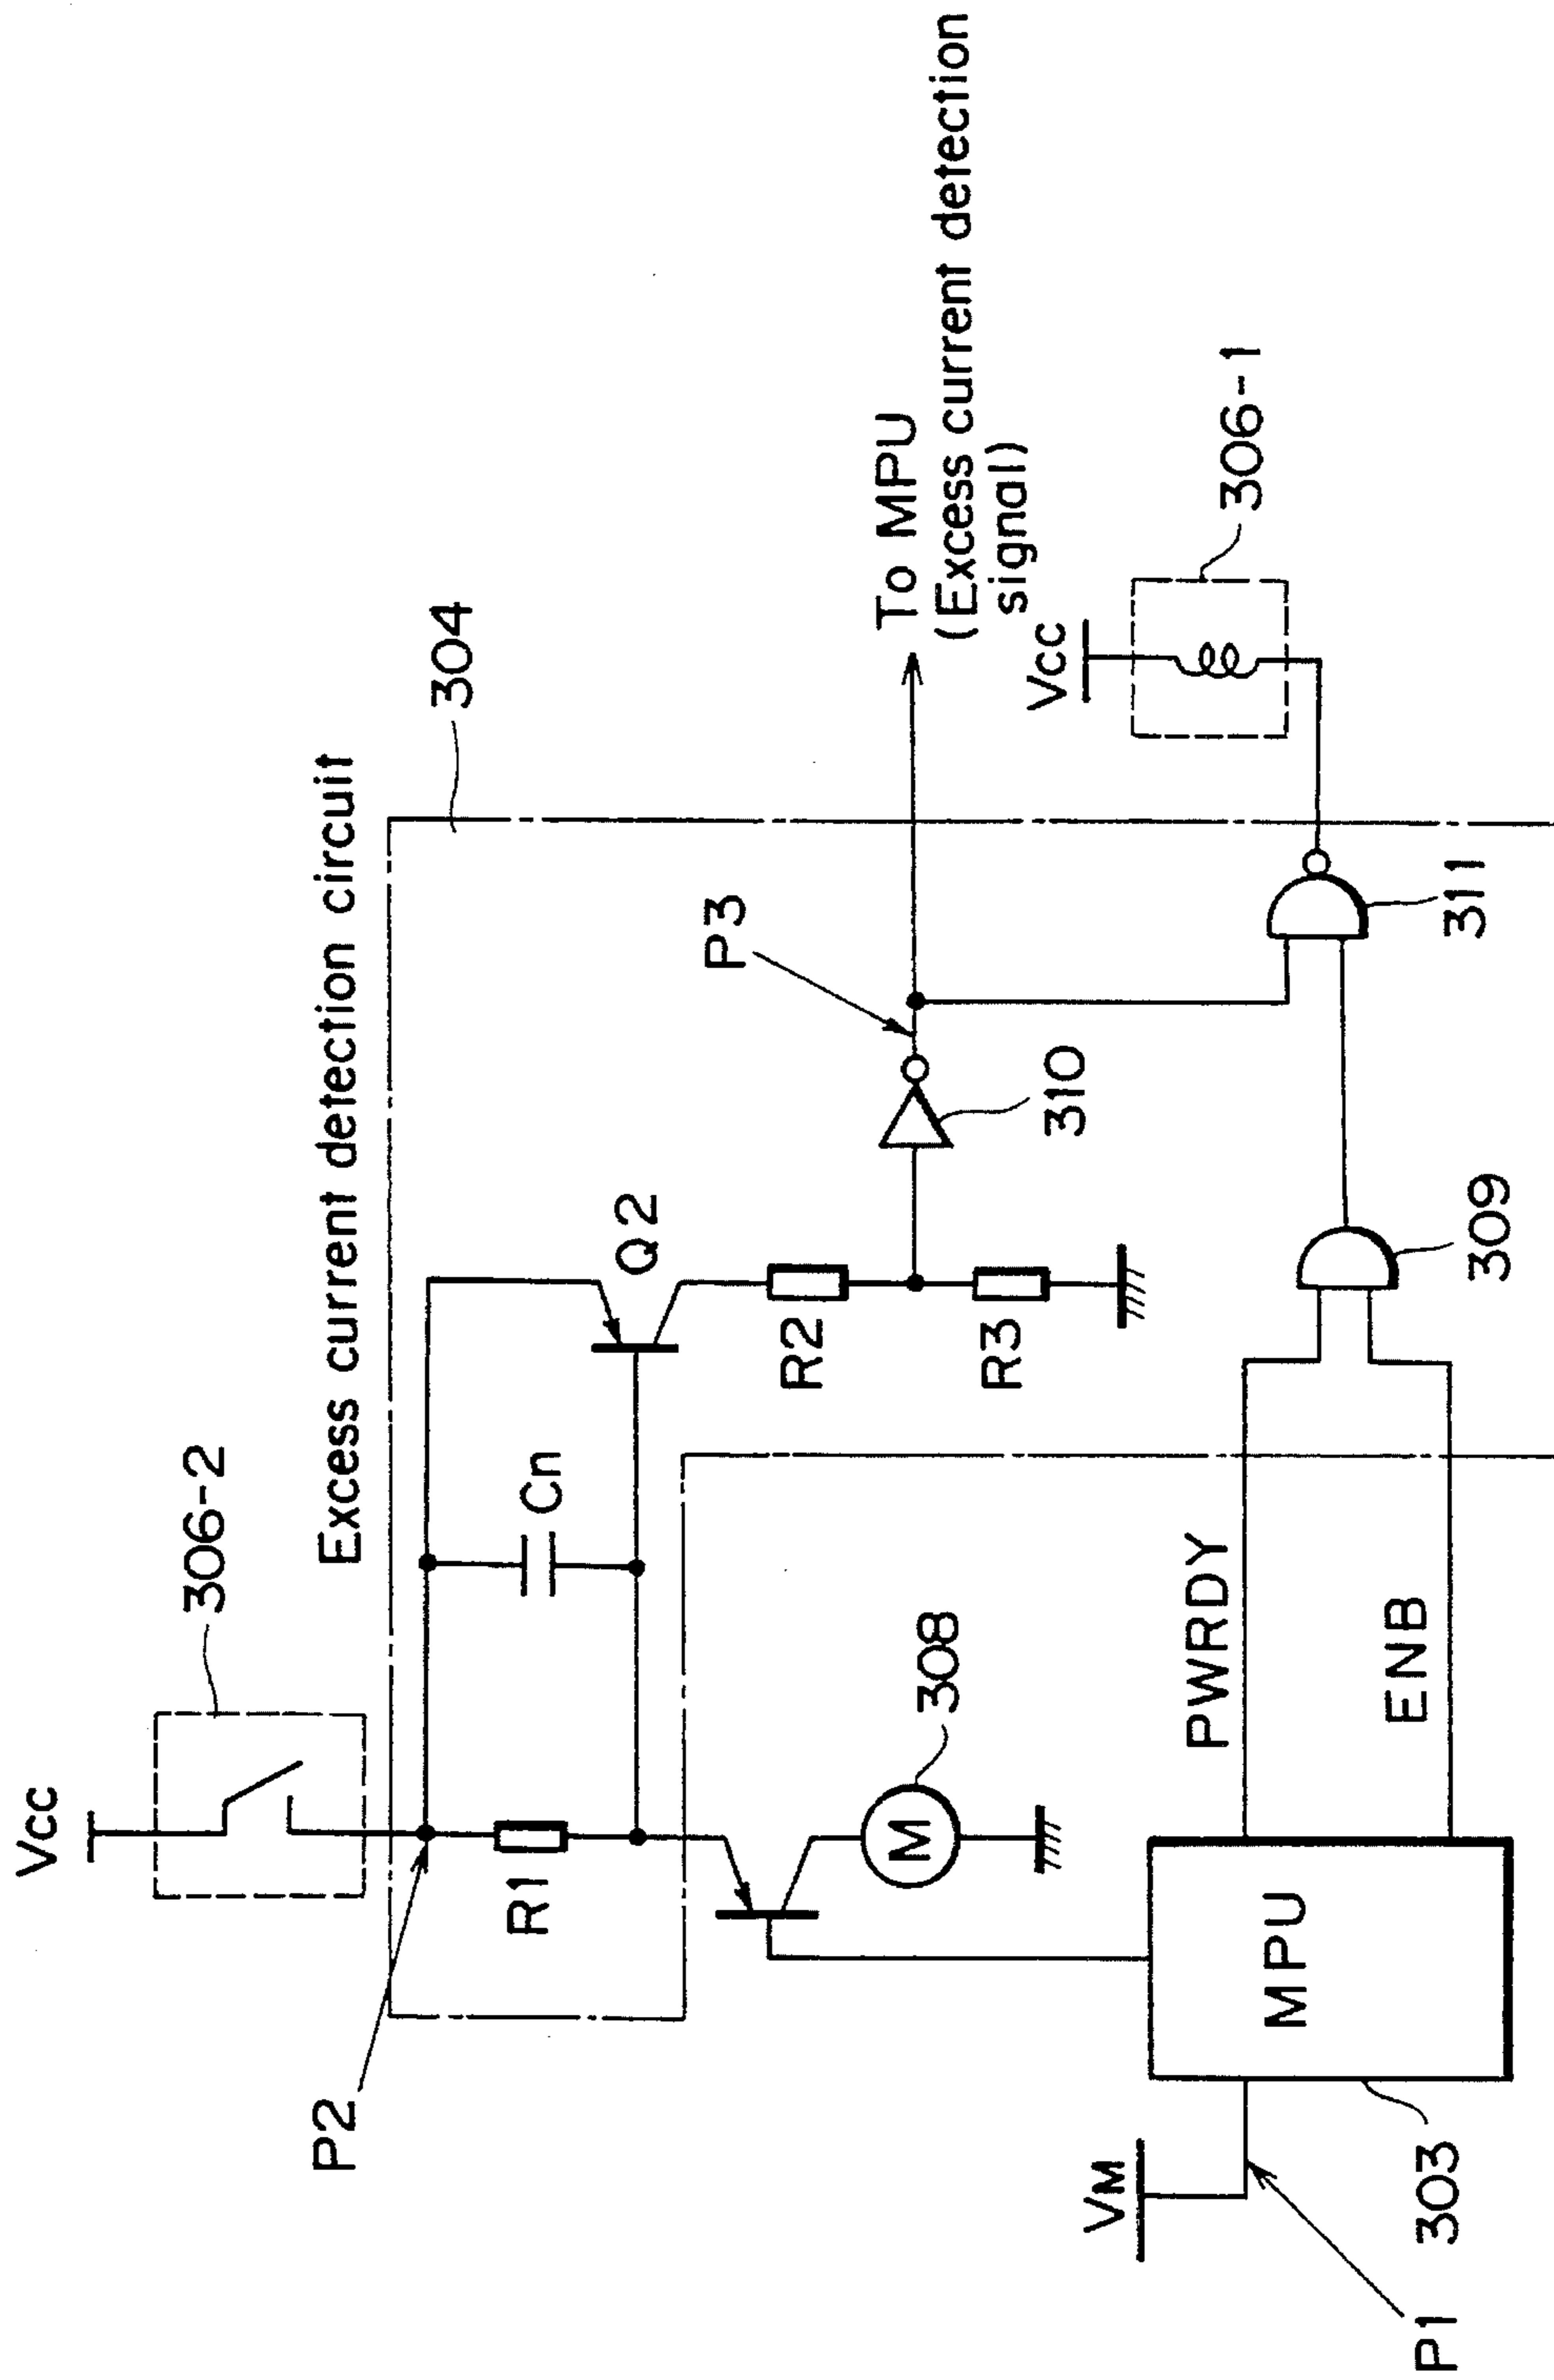 Vcc
306-2
Excess current detection circuit
304
P2
R1
Cn
Q2
R2
R3
P3
310
To MPU
(Excess current detection
signal)
308
M
Vcc
306-1
VM
P1
303
MPU
PWRDY
ENB
309
311